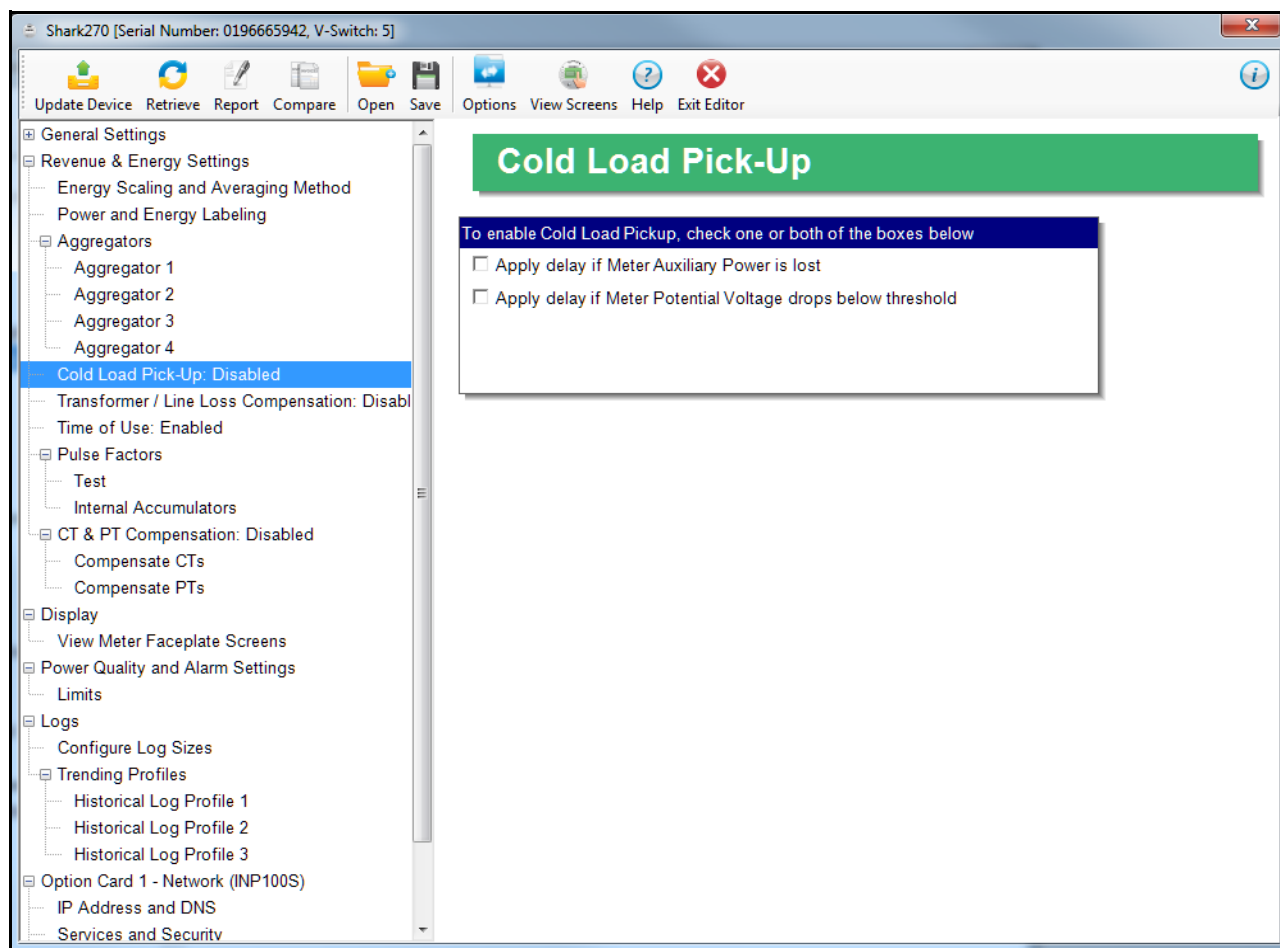 Shark270 [Serial Number: 0196665942, V-Switch: 5]
Update Device Retrieve Report Compare Open Save Options View Screens Help Exit Editor
General Settings
Revenue & Energy Settings
Energy Scaling and Averaging Method
Power and Energy Labeling
Aggregators
Aggregator 1
Aggregator 2
Aggregator 3
Aggregator 4
Cold Load Pick-Up: Disabled
Transformer / Line Loss Compensation: Disabl
Time of Use: Enabled
Pulse Factors
Test
Internal Accumulators
CT & PT Compensation: Disabled
Compensate CTs
Compensate PTs
Display
View Meter Faceplate Screens
Power Quality and Alarm Settings
Limits
Logs
Configure Log Sizes
Trending Profiles
Historical Log Profile 1
Historical Log Profile 2
Historical Log Profile 3
Option Card 1 - Network (INP100S)
IP Address and DNS
Services and Security
Cold Load Pick-Up
To enable Cold Load Pickup, check one or both of the boxes below
Apply delay if Meter Auxiliary Power is lost
Apply delay if Meter Potential Voltage drops below threshold